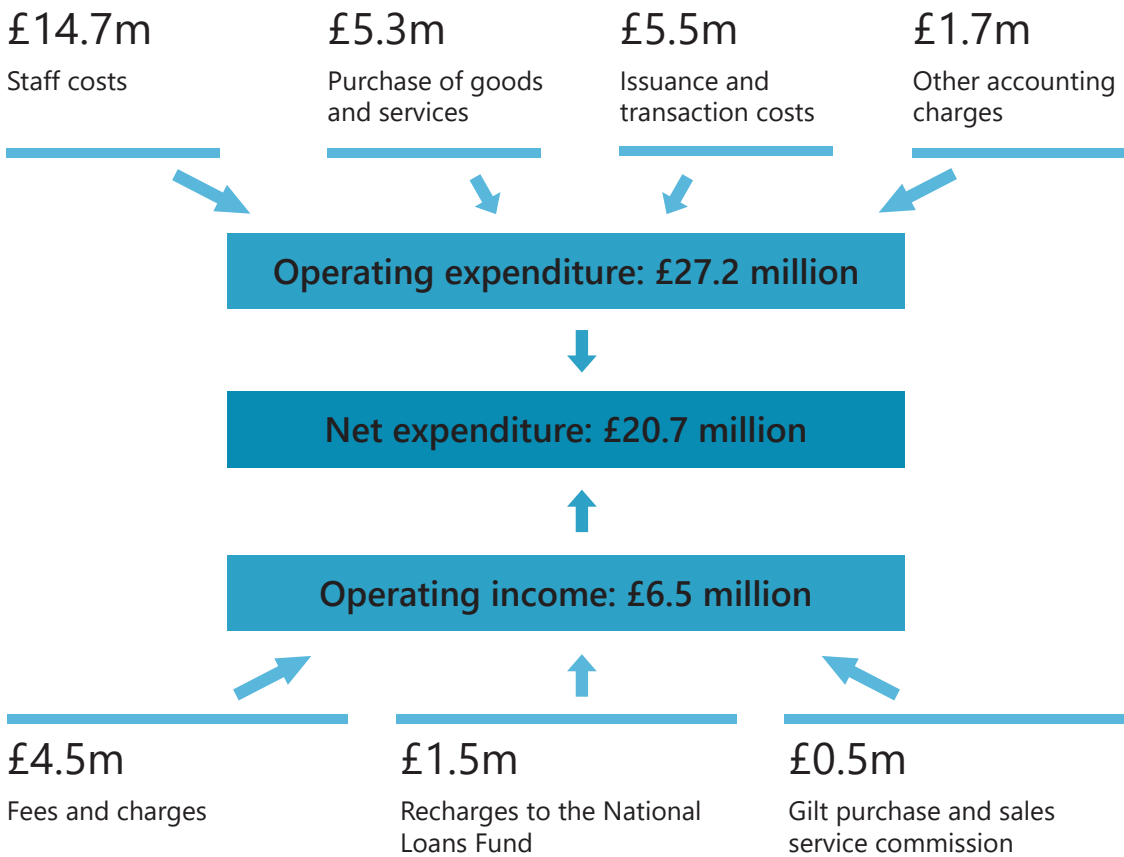 £14.7m
Staff costs
£5.3m
Purchase of goods
and services
£5.5m
Issuance and
transaction costs
£1.7m
Other accounting
charges
Operating expenditure: £27.2 million
Net expenditure: £20.7 million
Operating income: £6.5 million
£4.5m
Fees and charges
£1.5m
Recharges to the National
Loans Fund
£0.5m
Gilt purchase and sales
service commission